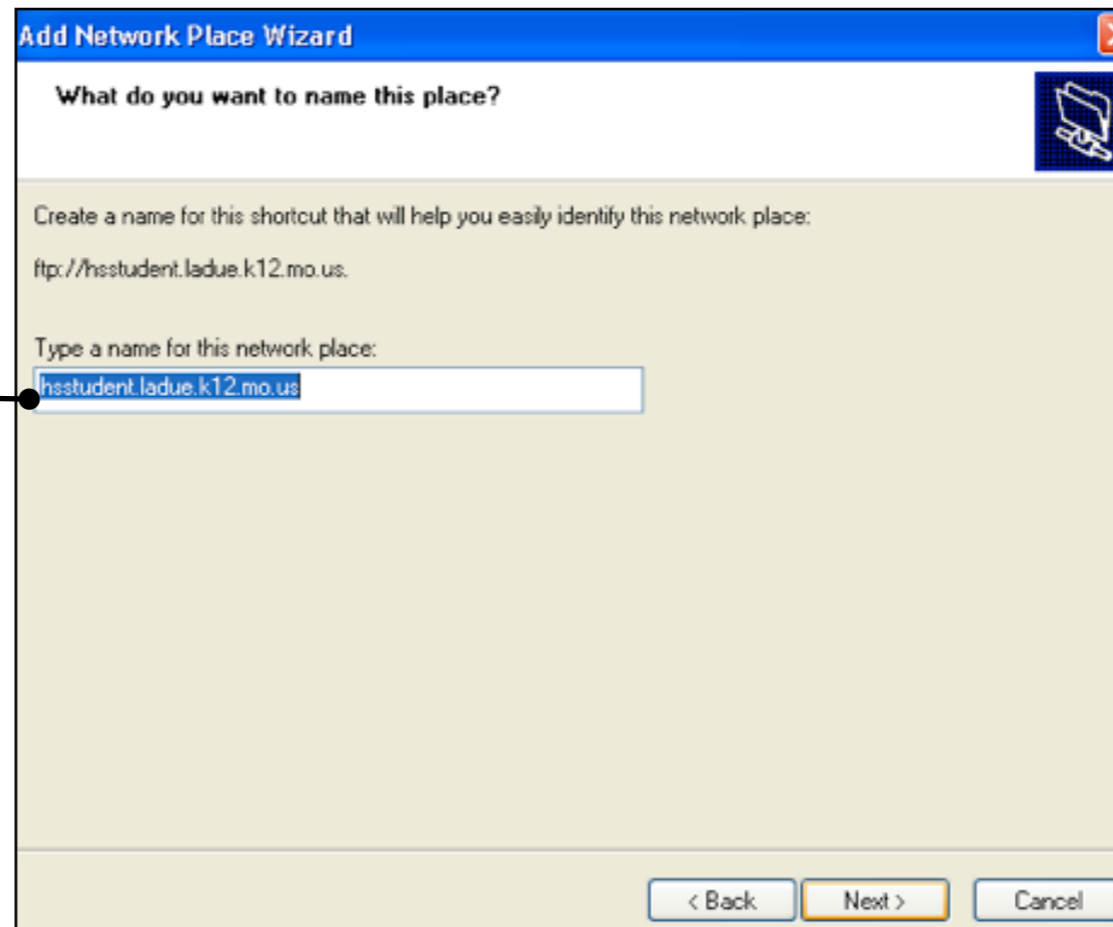 Add Network Place Wizard
What do you want to name this place?
Create a name for this shortcut that will help you easily identify this network place:
ftp://hsstudent.ladue.k12.mo.us.
Type a name for this network place:
hsstudent.ladue.k12.mo.us
< Back
Next >
Cancel